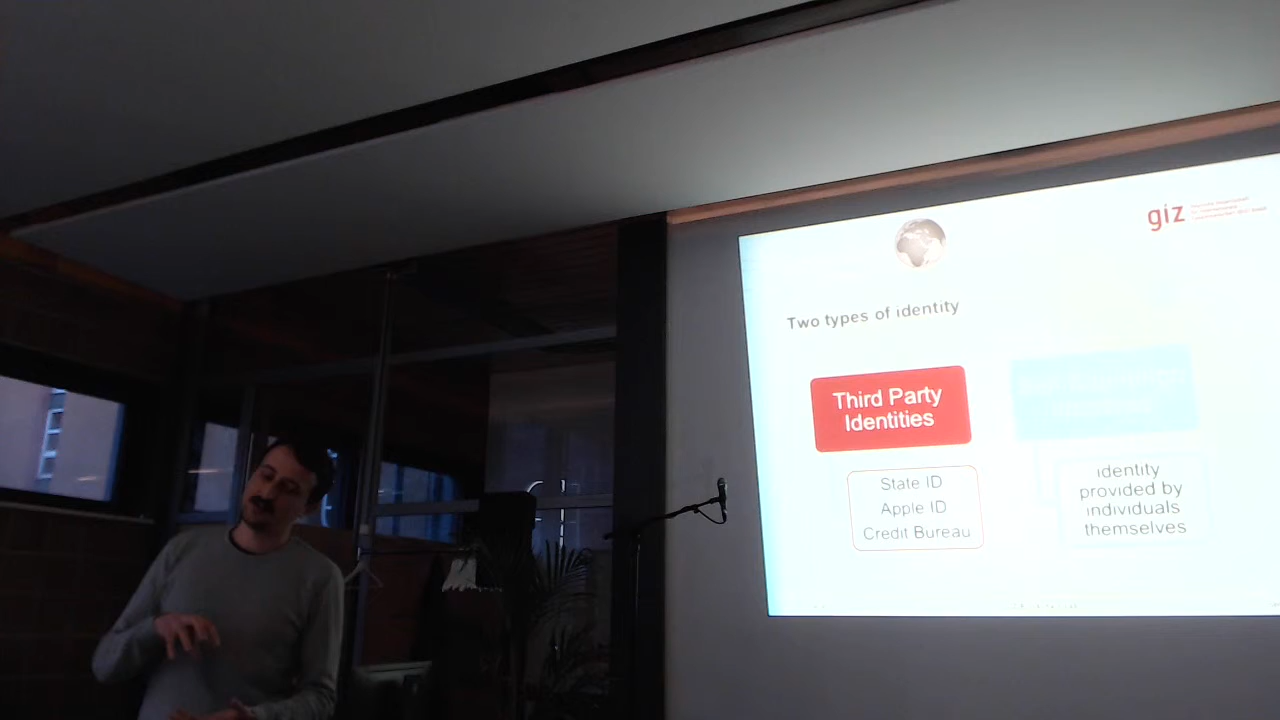 giz
Two types of identity
Third Party
Identities
State ID
Apple ID
Credit Bureau
identity
provided by
individuals
themselves